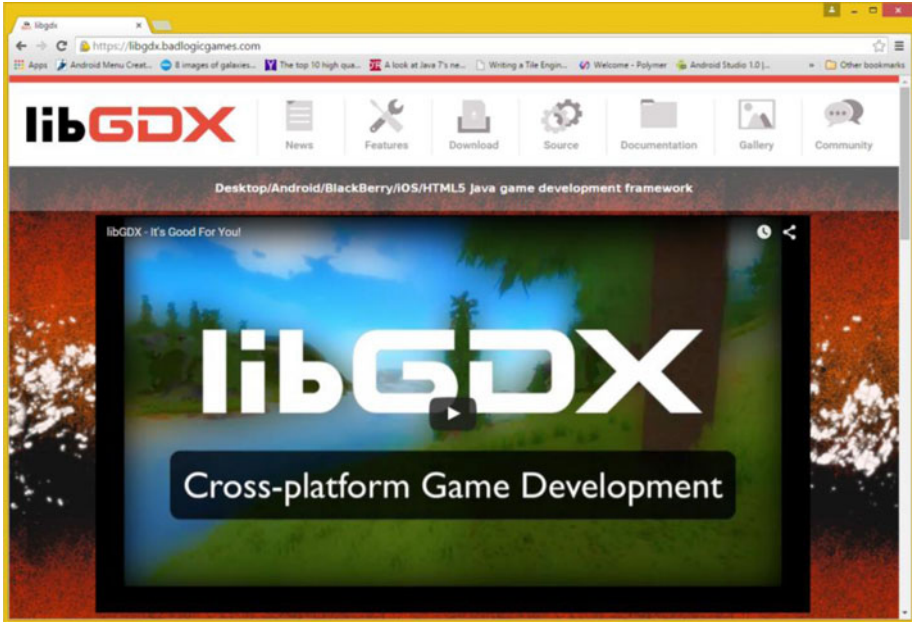 libgdx
https://libgdx.badlogicgames.com
Apps Android Menu Creat... 8 images of galaxies... The top 10 high qua... A look at Java 7's ne... Writing a Tile Engin... Welcome - Polymer Android Studio 1.0 |... » Other bookmarks
libGDX
News Features Download Source Documentation Gallery Community
Desktop/Android/BlackBerry/iOS/HTML5 Java game development framework
libGDX - It's Good For You!
libGDX
Cross-platform Game Development